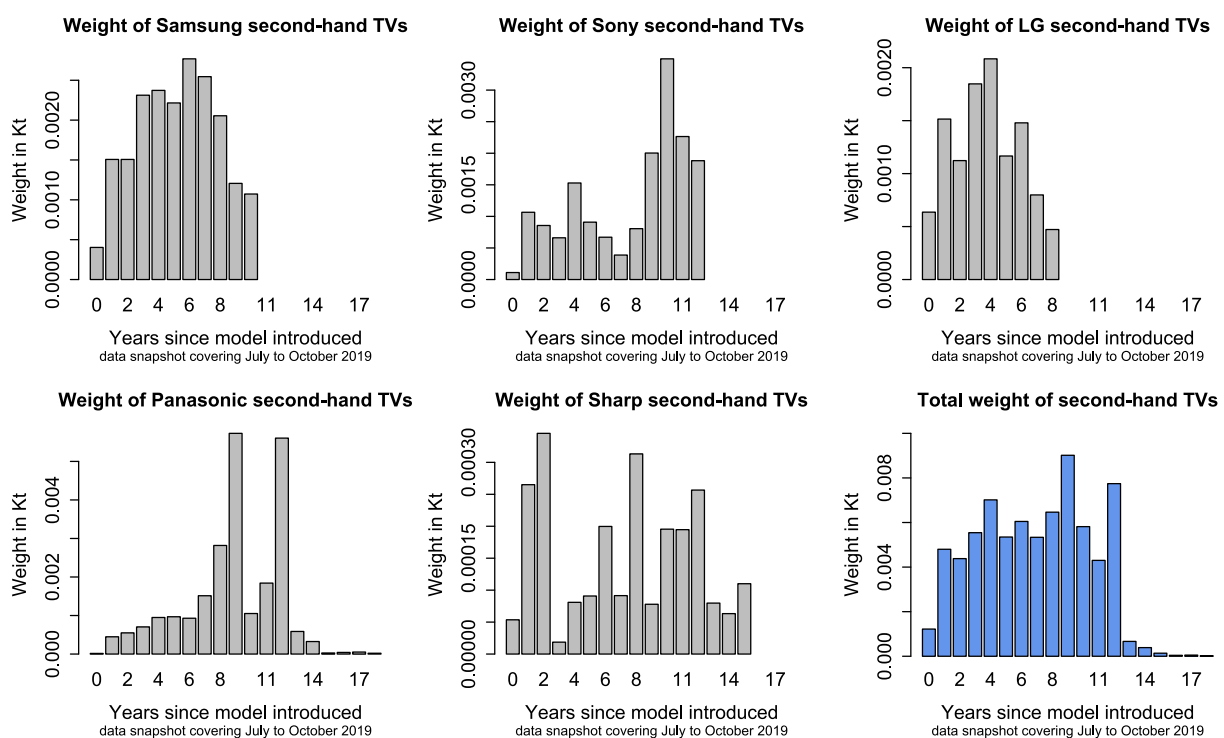 Weight of Samsung second-hand TVs
Weight in Kt
0.0000 0.0010 0.0020
0 2 4 6 8 11 14 17
Years since model introduced
data snapshot covering July to October 2019
Weight of Sony second-hand TVs
Weight in Kt
0.0000 0.0015 0.0030
0 2 4 6 8 11 14 17
Years since model introduced
data snapshot covering July to October 2019
Weight of LG second-hand TVs
Weight in Kt
0.0000 0.0010 0.0020
0 2 4 6 8 11 14 17
Years since model introduced
data snapshot covering July to October 2019
Weight of Panasonic second-hand TVs
Weight in Kt
0.000 0.002 0.004
0 2 4 6 8 11 14 17
Years since model introduced
data snapshot covering July to October 2019
Weight of Sharp second-hand TVs
Weight in Kt
0.00000 0.00015 0.00030
0 2 4 6 8 11 14 17
Years since model introduced
data snapshot covering July to October 2019
Total weight of second-hand TVs
Weight in Kt
0.000 0.004 0.008
0 2 4 6 8 11 14 17
Years since model introduced
data snapshot covering July to October 2019